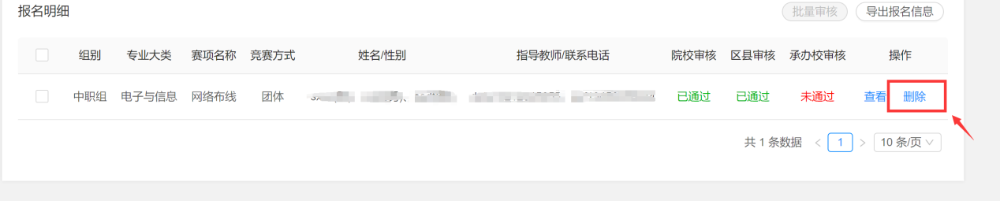 报名明细 批量审核 导出报名信息
组别 专业大类 赛项名称 竞赛方式 姓名/性别 指导教师/联系电话 院校审核 区县审核 承办校审核 操作
中职组 电子与信息 网络布线 团体 已通过 已通过 未通过 查看 删除
共 1 条数据 < 1 > 10 条/页